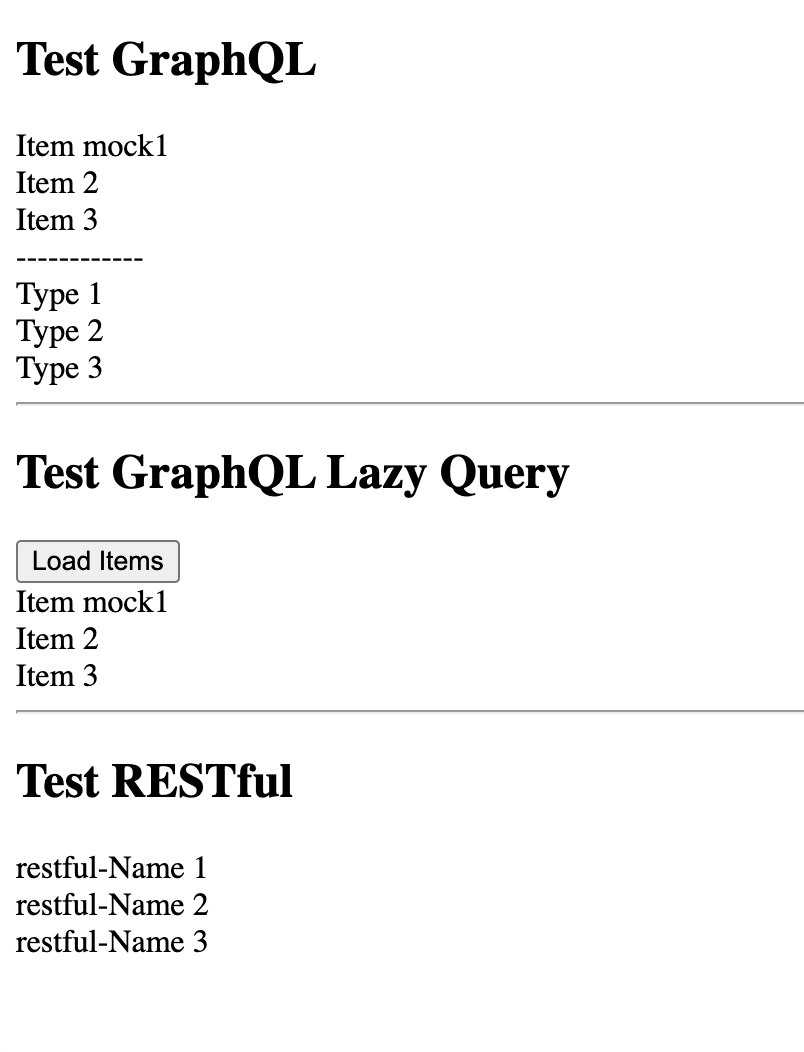 Test GraphQL
Item mock1
Item 2
Item 3
------------
Type 1
Type 2
Type 3
Test GraphQL Lazy Query
Load Items
Item mock1
Item 2
Item 3
Test RESTful
restful-Name 1
restful-Name 2
restful-Name 3